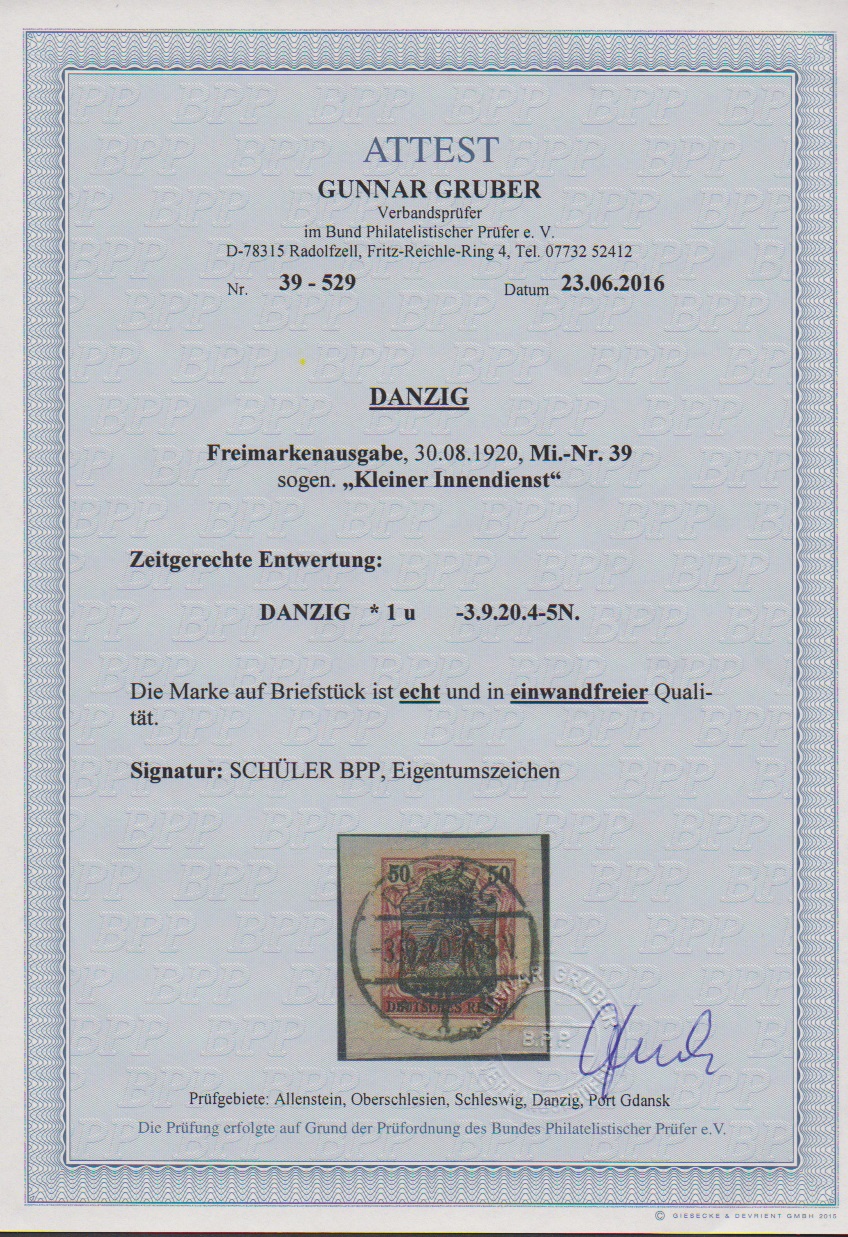 ATTEST
GUNNAR GRUBER
Verbandsprüfer
im Bund Philatelistischer Prüfer e. V.
D-78315 Radolfzell, Fritz-Reichle-Ring 4, Tel. 07732 52412
Nr. 39 - 529 Datum 23.06.2016
DANZIG
Freimarkenausgabe, 30.08.1920, Mi.-Nr. 39
sogen. „Kleiner Innendienst“
Zeitgerechte Entwertung:
DANZIG * 1 u -3.9.20.4-5N.
Die Marke auf Briefstück ist echt und in einwandfreier Quali-
tät.
Signatur: SCHÜLER BPP, Eigentumszeichen
50 50
DEUTSCHES REICH
GUNNAR GRUBER
B.P.P.
Prüfgebiete: Allenstein, Oberschlesien, Schleswig, Danzig, Port Gdansk
Die Prüfung erfolgte auf Grund der Prüfordnung des Bundes Philatelistischer Prüfer e.V.
© GIESECKE & DEVRIENT GMBH 2015